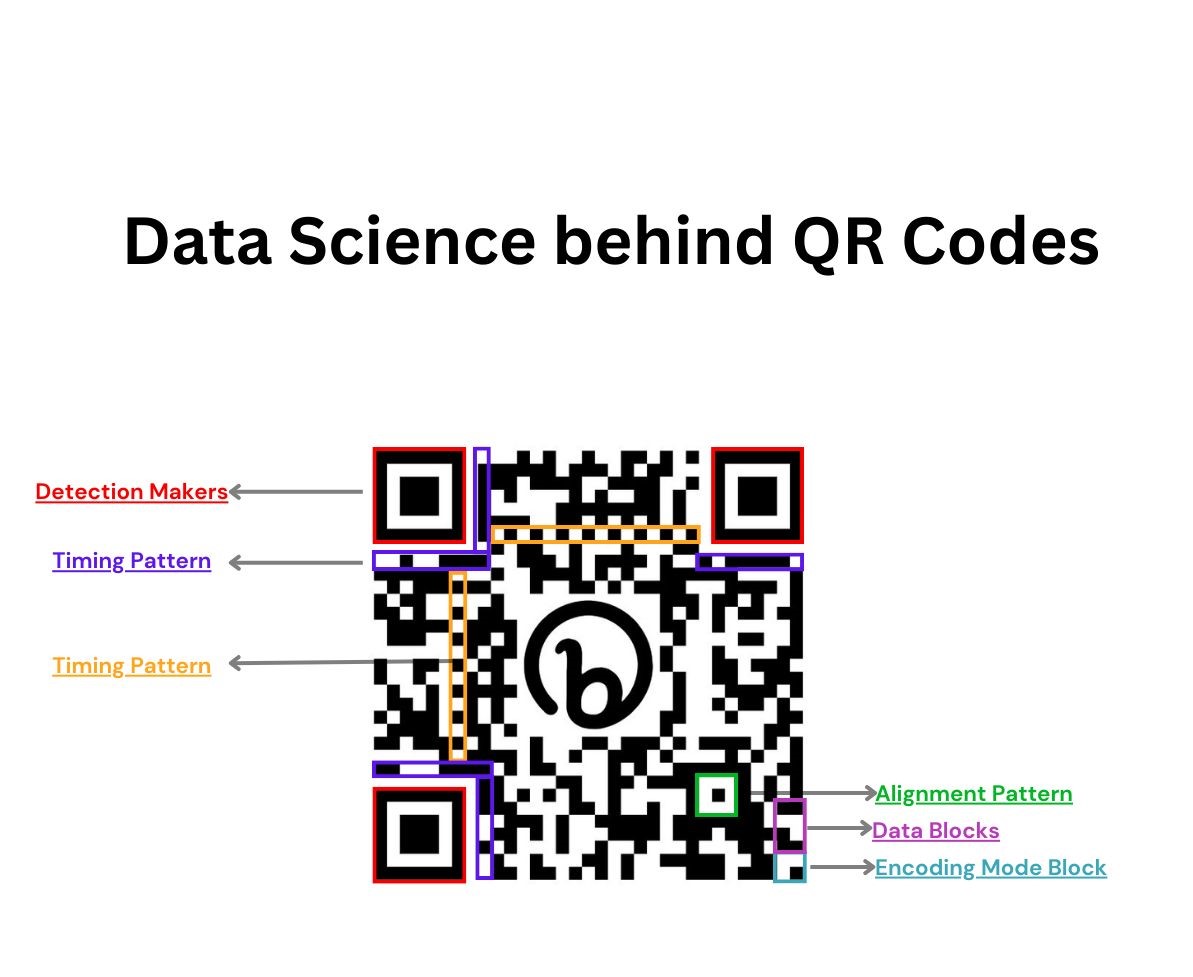 Data Science behind QR Codes
Detection Makers
Timing Pattern
Timing Pattern
b
Alignment Pattern
Data Blocks
Encoding Mode Block